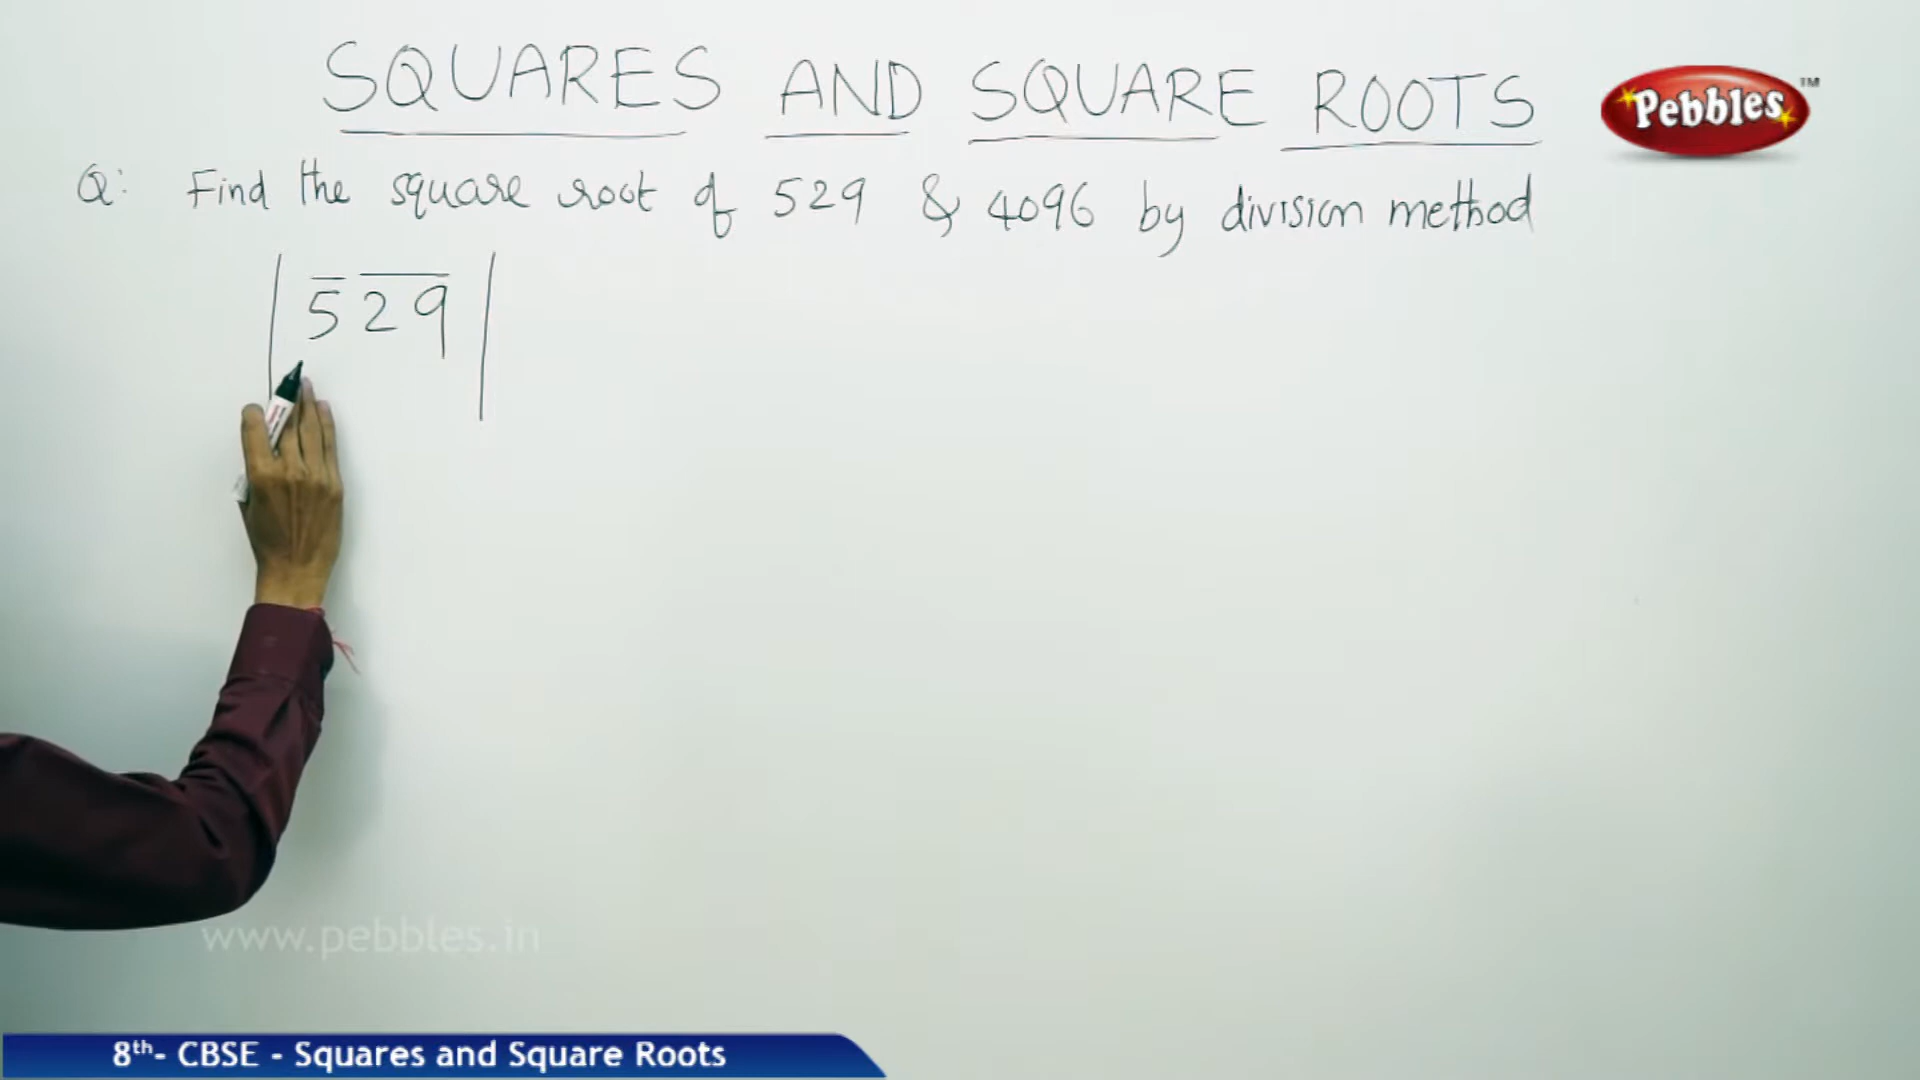 SQUARES AND SQUARE ROOTS
Pebbles™
Q: Find the square root of 529 & 4096 by division method
529
www.pebbles.in
8th- CBSE - Squares and Square Roots